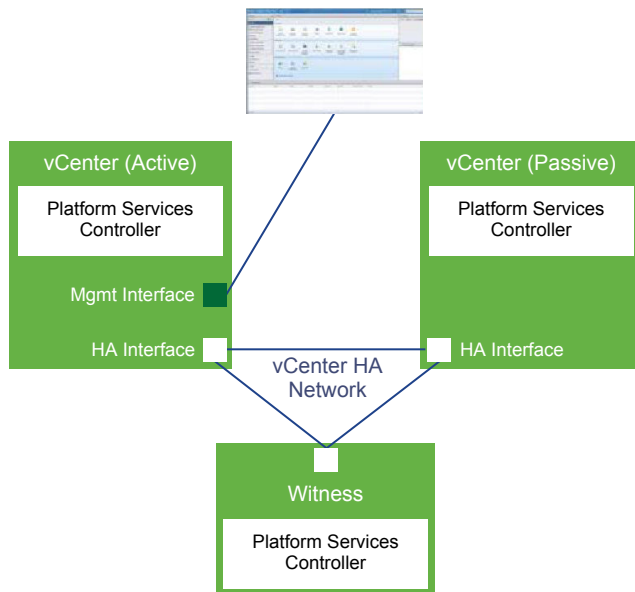 vCenter (Active)
Platform Services
Controller
Mgmt Interface
HA Interface
vCenter (Passive)
Platform Services
Controller
HA Interface
vCenter HA
Network
Witness
Platform Services
Controller